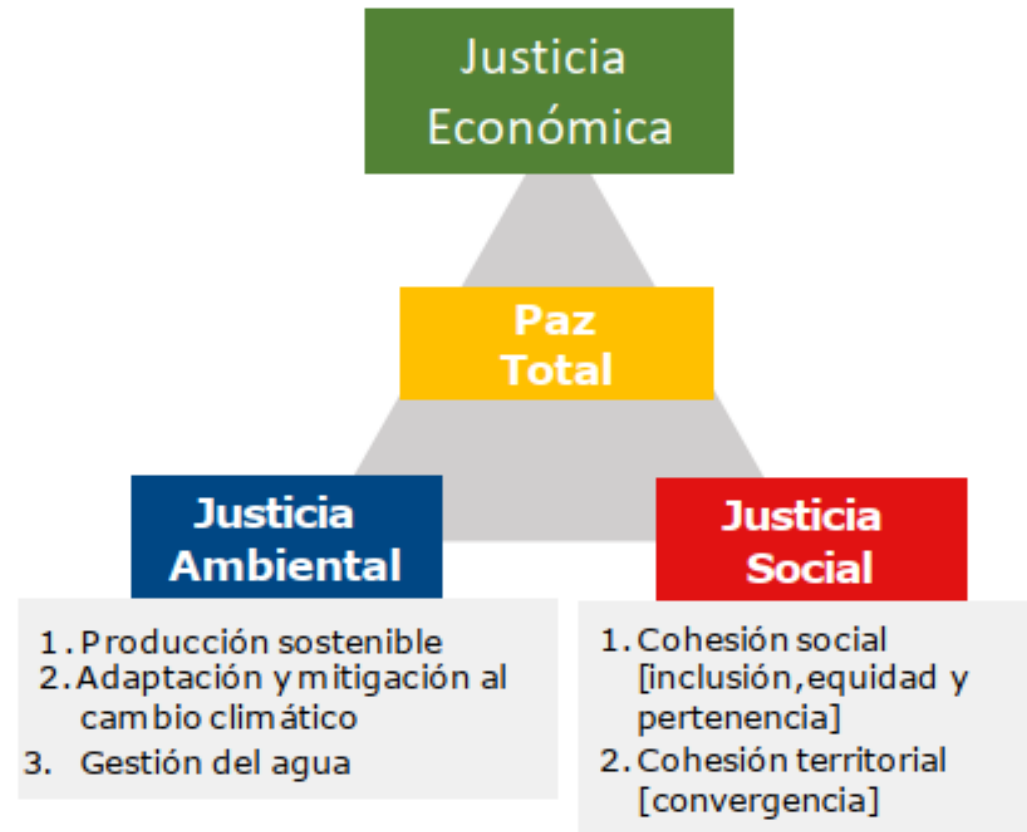 Justicia
Económica
Paz
Total
Justicia
Ambiental
1. Producción sostenible
2. Adaptación y mitigación al
cambio climático
3. Gestión del agua
Justicia
Social
1. Cohesión social
[inclusión,equidad y
pertenencia]
2. Cohesión territorial
[convergencia]